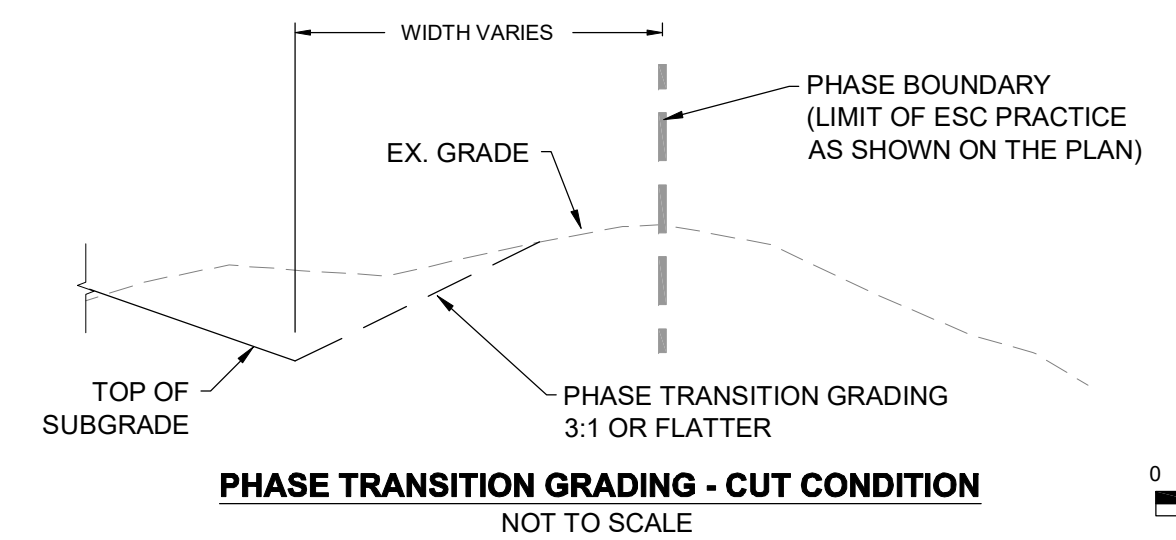 WIDTH VARIES
PHASE BOUNDARY
(LIMIT OF ESC PRACTICE
AS SHOWN ON THE PLAN)
EX. GRADE
TOP OF
SUBGRADE
PHASE TRANSITION GRADING
3:1 OR FLATTER
PHASE TRANSITION GRADING - CUT CONDITION
NOT TO SCALE
0